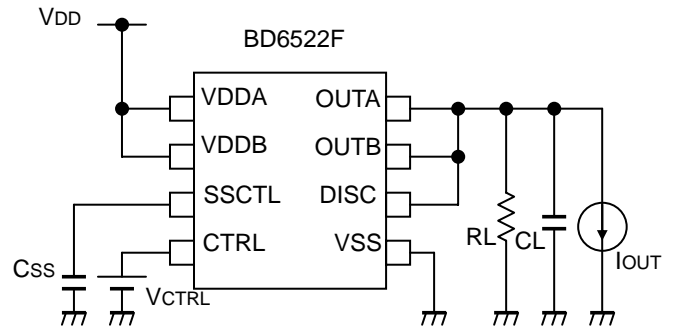 VDD
BD6522F
VDDA OUTA
VDDB OUTB
SSCTL DISC
CTRL VSS
CSS VCTRL RL CL IOUT